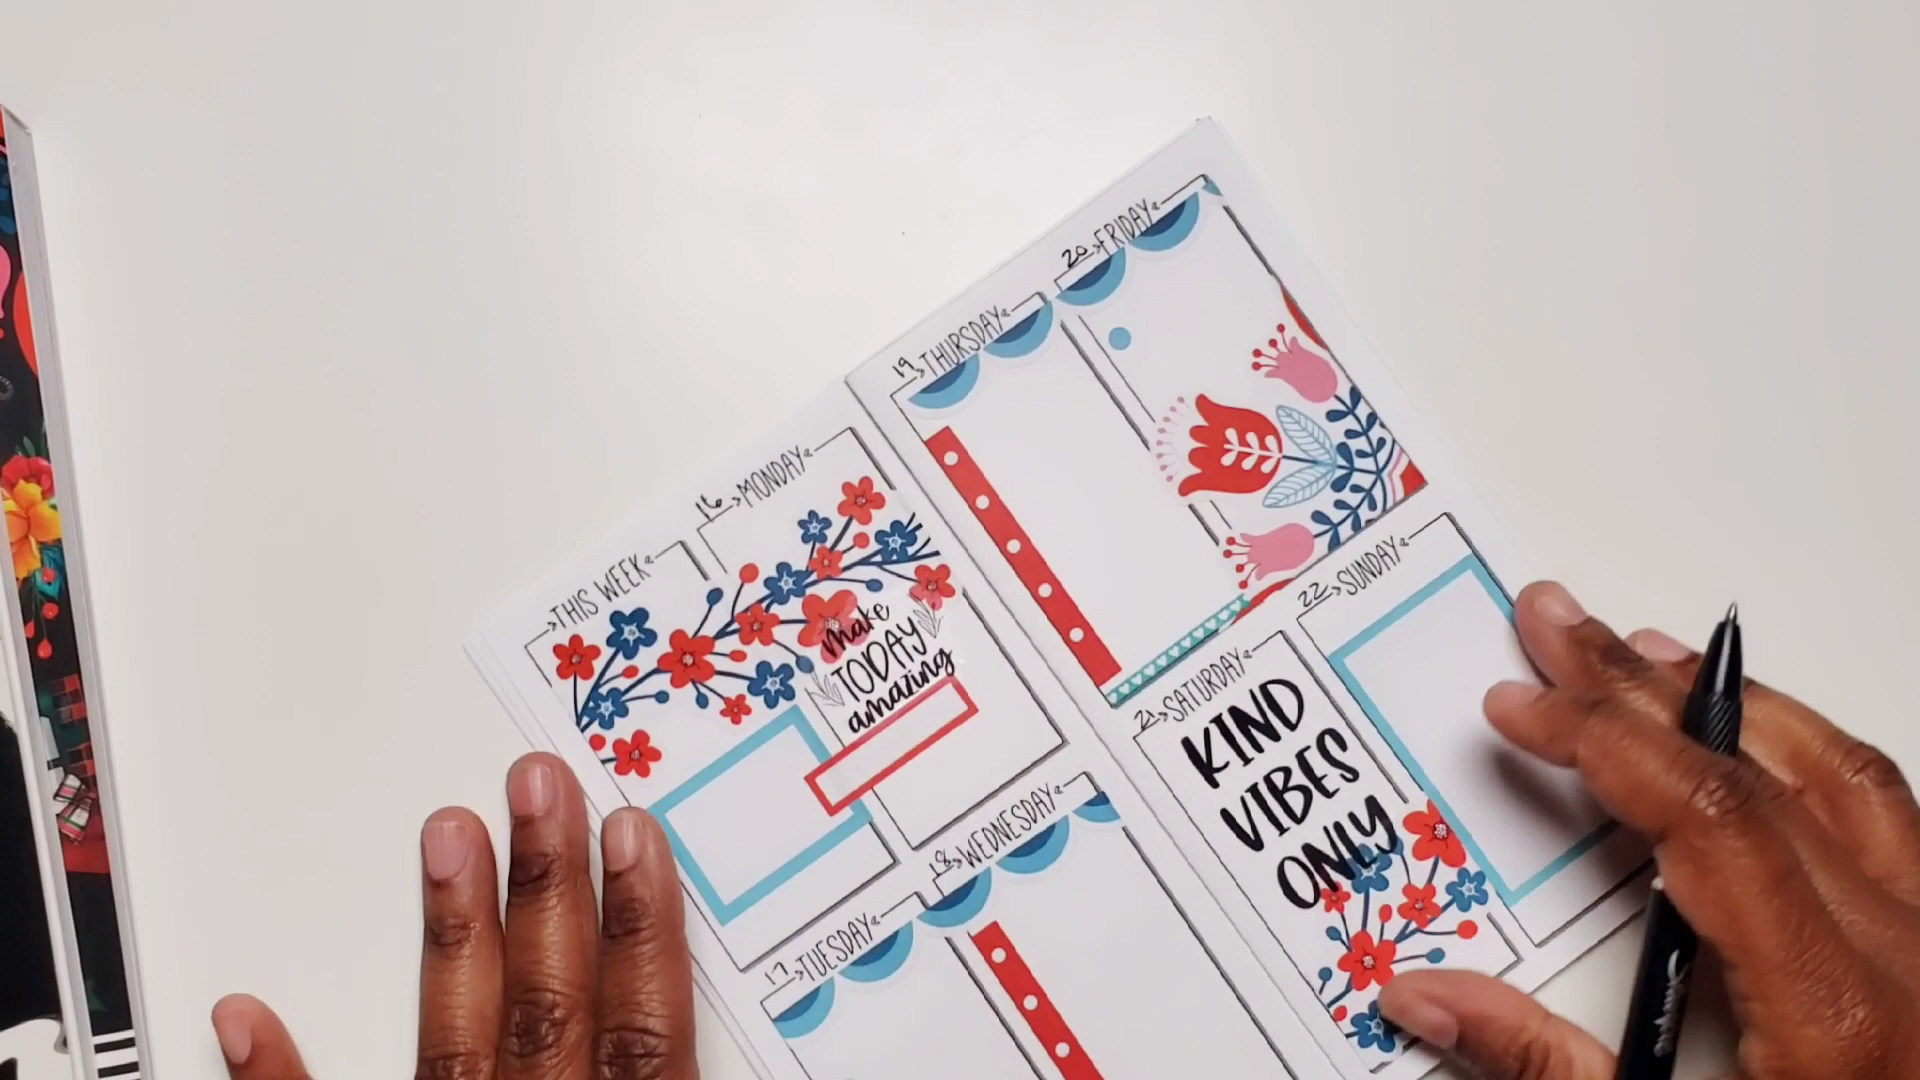 THIS WEEK
16 MONDAY
make
TODAY
amazing
17 TUESDAY
18 WEDNESDAY
19 THURSDAY
20 FRIDAY
21 SATURDAY
KIND
VIBES
ONLY
22 SUNDAY
Sharpie